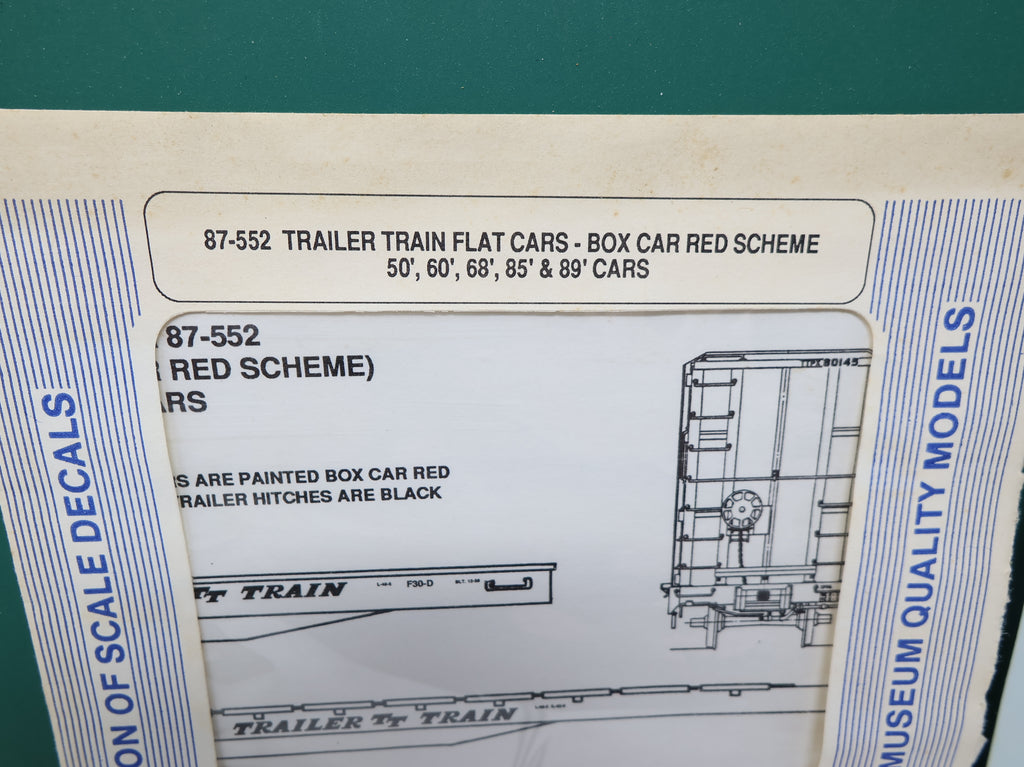 87-552 TRAILER TRAIN FLAT CARS - BOX CAR RED SCHEME
50', 60', 68', 85' & 89' CARS
87-552
RED SCHEME)
ARS
S ARE PAINTED BOX CAR RED
RAILER HITCHES ARE BLACK
80145
TT TRAIN
F30-D
TRAILER TT TRAIN
ON OF SCALE DECALS
MUSEUM QUALITY MODELS